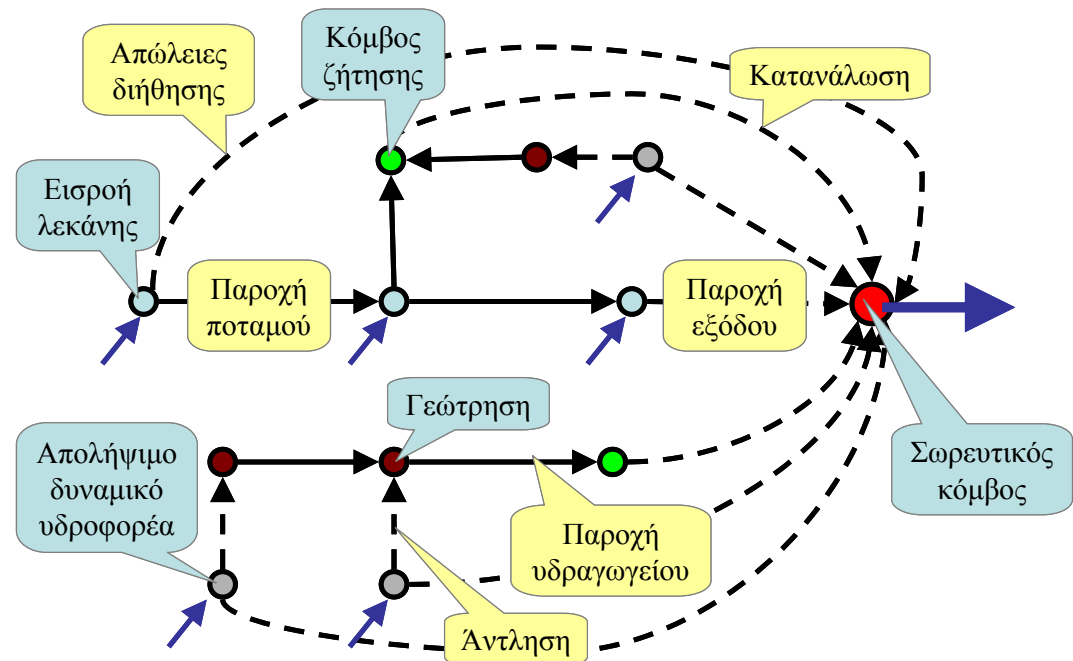 Απώλειες
διήθησης
Κόμβος
ζήτησης
Κατανάλωση
Εισροή
λεκάνης
Παροχή
ποταμού
Παροχή
εξόδου
Γεώτρηση
Απολήψιμο
δυναμικό
υδροφορέα
Σωρευτικός
κόμβος
Παροχή
υδραγωγείου
Άντληση